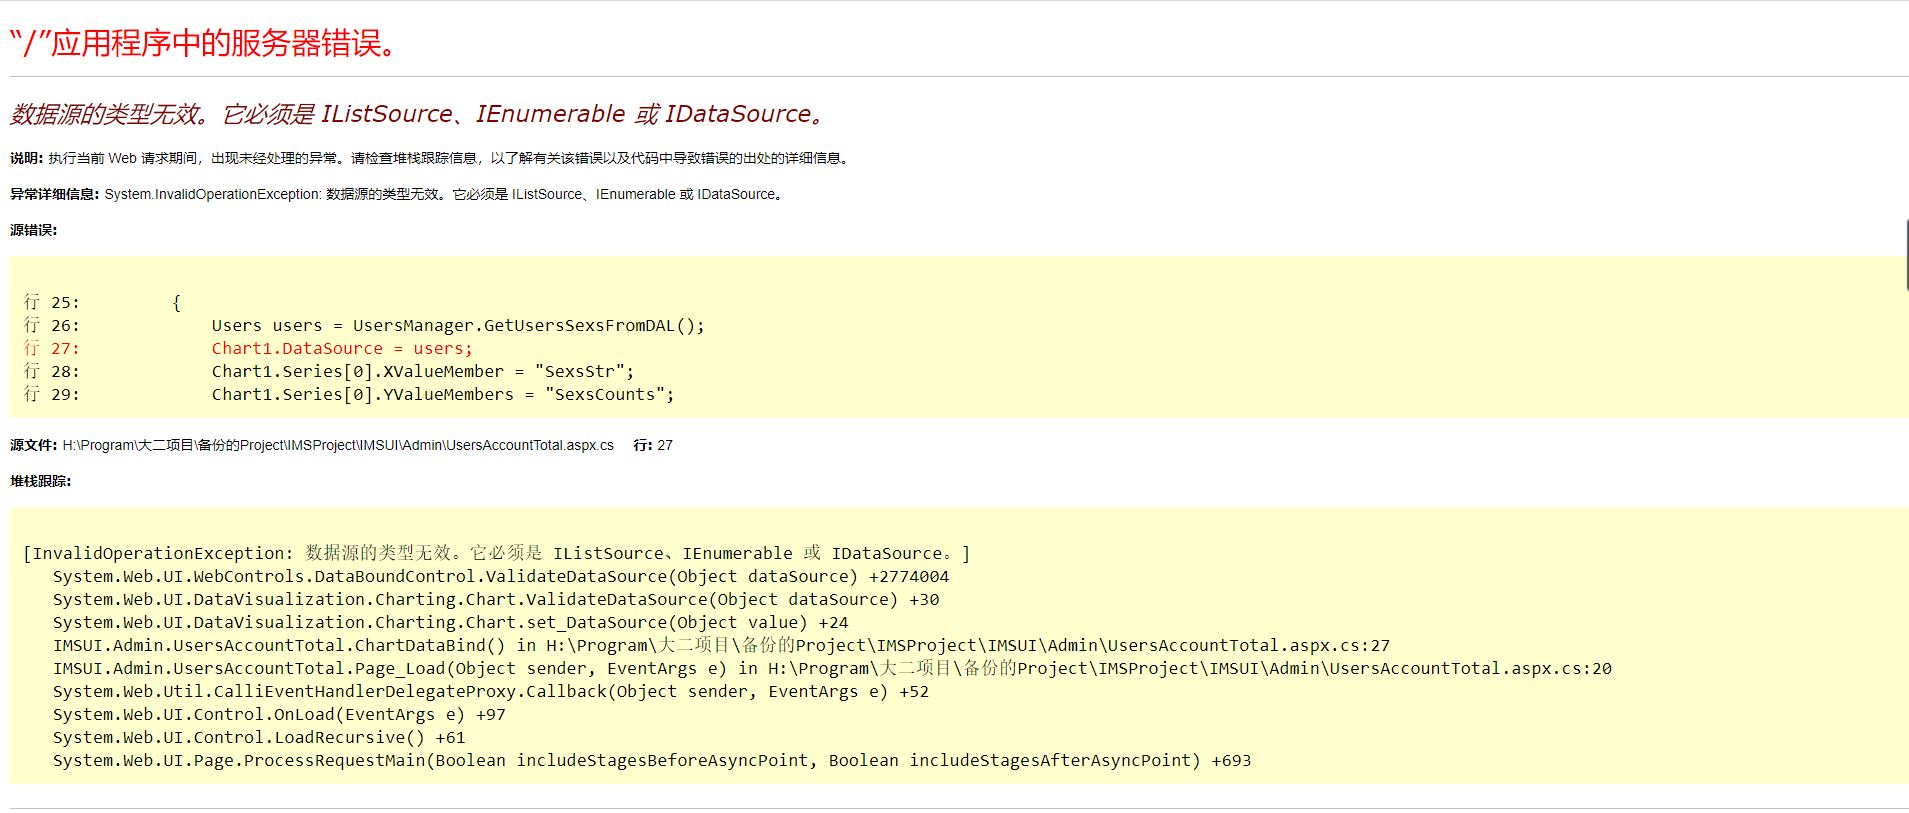 “/”应用程序中的服务器错误。
数据源的类型无效。它必须是 IListSource、IEnumerable 或 IDataSource。
说明: 执行当前 Web 请求期间，出现未经处理的异常。请检查堆栈跟踪信息，以了解有关该错误以及代码中导致错误的出处的详细信息。
异常详细信息: System.InvalidOperationException: 数据源的类型无效。它必须是 IListSource、IEnumerable 或 IDataSource。
源错误:
行 25:         {
行 26:             Users users = UsersManager.GetUsersSexsFromDAL();
行 27:             Chart1.DataSource = users;
行 28:             Chart1.Series[0].XValueMember = "SexsStr";
行 29:             Chart1.Series[0].YValueMembers = "SexsCounts";
源文件: H:\Program\大二项目\备份的Project\IMSProject\IMSUI\Admin\UsersAccountTotal.aspx.cs    行: 27
堆栈跟踪:
[InvalidOperationException: 数据源的类型无效。它必须是 IListSource、IEnumerable 或 IDataSource。]
   System.Web.UI.WebControls.DataBoundControl.ValidateDataSource(Object dataSource) +2774004
   System.Web.UI.DataVisualization.Charting.Chart.ValidateDataSource(Object dataSource) +30
   System.Web.UI.DataVisualization.Charting.Chart.set_DataSource(Object value) +24
   IMSUI.Admin.UsersAccountTotal.ChartDataBind() in H:\Program\大二项目\备份的Project\IMSProject\IMSUI\Admin\UsersAccountTotal.aspx.cs:27
   IMSUI.Admin.UsersAccountTotal.Page_Load(Object sender, EventArgs e) in H:\Program\大二项目\备份的Project\IMSProject\IMSUI\Admin\UsersAccountTotal.aspx.cs:20
   System.Web.Util.CalliEventHandlerDelegateProxy.Callback(Object sender, EventArgs e) +52
   System.Web.UI.Control.OnLoad(EventArgs e) +97
   System.Web.UI.Control.LoadRecursive() +61
   System.Web.UI.Page.ProcessRequestMain(Boolean includeStagesBeforeAsyncPoint, Boolean includeStagesAfterAsyncPoint) +693